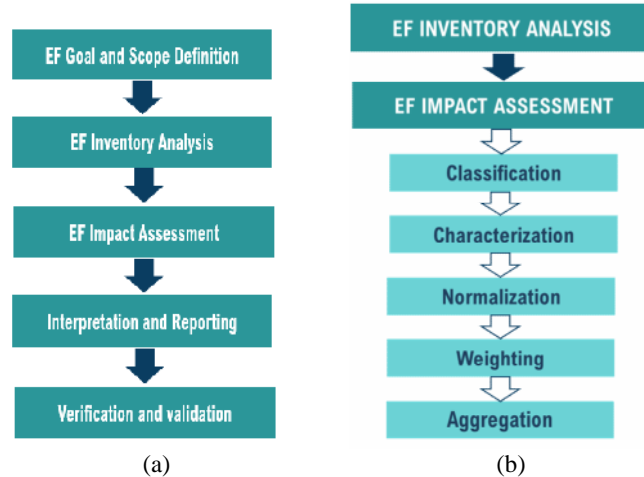 EF Goal and Scope Definition
EF Inventory Analysis
EF Impact Assessment
Interpretation and Reporting
Verification and validation
(a)
EF INVENTORY ANALYSIS
EF IMPACT ASSESSMENT
Classification
Characterization
Normalization
Weighting
Aggregation
(b)